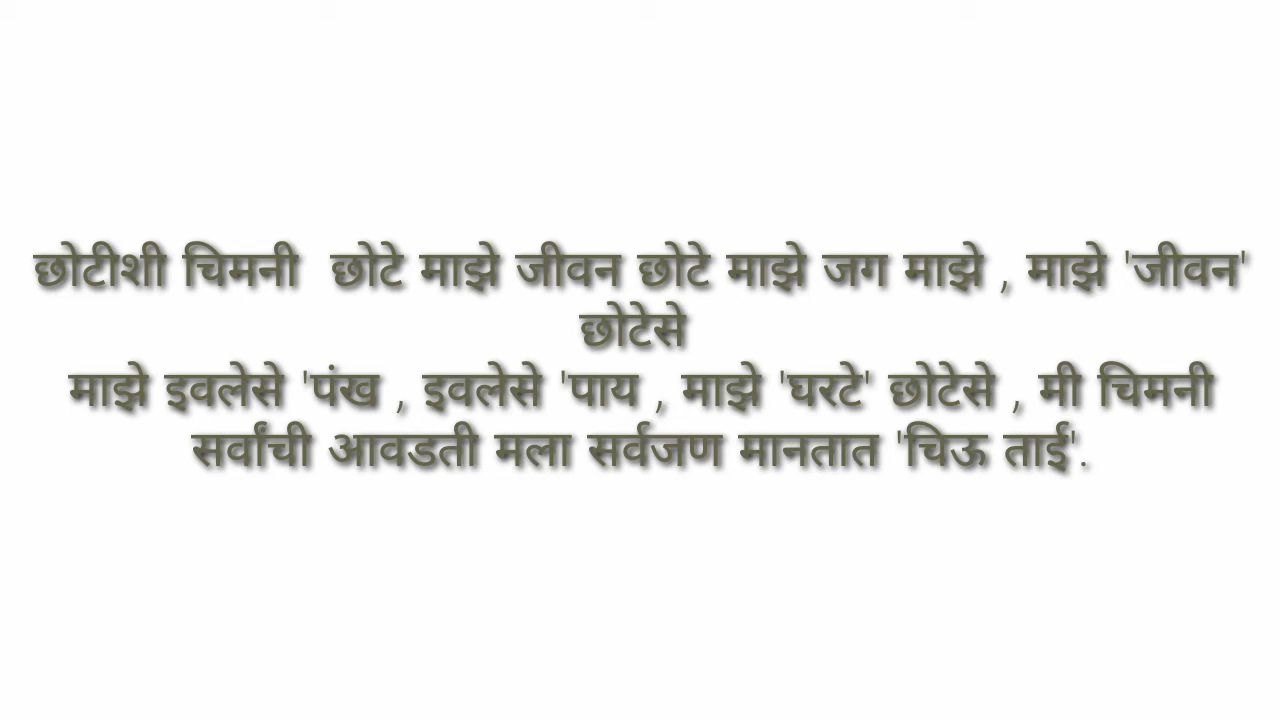 छोटीशी चिमनी  छोटे माझे जीवन छोटे माझे जग माझे , माझे 'जीवन'
छोटेसे
माझे इवलेसे 'पंख , इवलेसे 'पाय , माझे 'घरटे' छोटेसे , मी चिमनी
सर्वांची आवडती मला सर्वजण मानतात 'चिऊ ताई'.